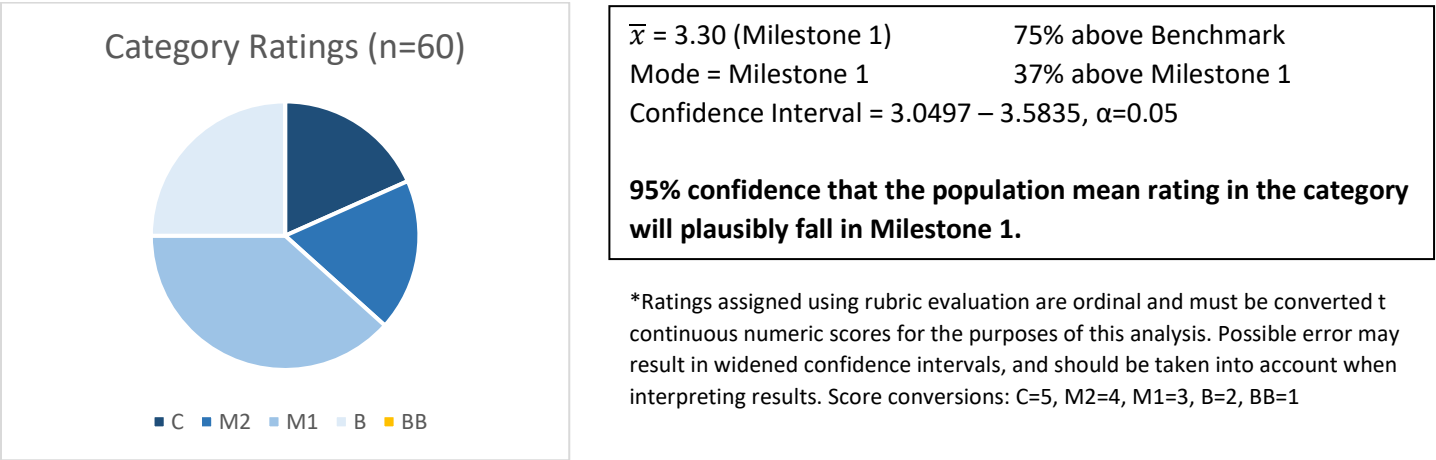 Category Ratings (n=60)
C M2 M1 B BB
x̅ = 3.30 (Milestone 1) 75% above Benchmark
Mode = Milestone 1 37% above Milestone 1
Confidence Interval = 3.0497 – 3.5835, α=0.05
95% confidence that the population mean rating in the category
will plausibly fall in Milestone 1.
*Ratings assigned using rubric evaluation are ordinal and must be converted t
continuous numeric scores for the purposes of this analysis. Possible error may
result in widened confidence intervals, and should be taken into account when
interpreting results. Score conversions: C=5, M2=4, M1=3, B=2, BB=1